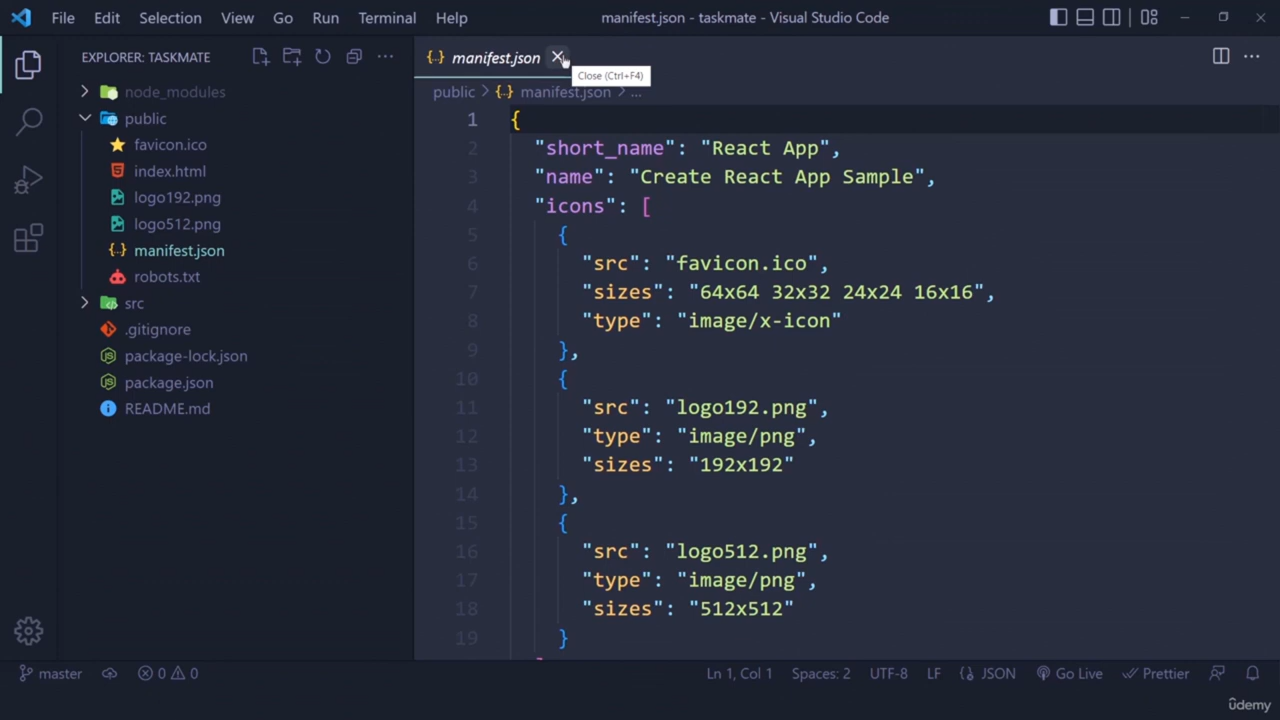 File Edit Selection View Go Run Terminal Help manifest.json - taskmate - Visual Studio Code
EXPLORER: TASKMATE
node_modules
public
favicon.ico
index.html
logo192.png
logo512.png
manifest.json
robots.txt
src
.gitignore
package-lock.json
package.json
README.md
{..} manifest.json
Close (Ctrl+F4)
public > {..} manifest.json > ...
1 {
2 "short_name": "React App",
3 "name": "Create React App Sample",
4 "icons": [
5 {
6 "src": "favicon.ico",
7 "sizes": "64x64 32x32 24x24 16x16",
8 "type": "image/x-icon"
9 },
10 {
11 "src": "logo192.png",
12 "type": "image/png",
13 "sizes": "192x192"
14 },
15 {
16 "src": "logo512.png",
17 "type": "image/png",
18 "sizes": "512x512"
19 }
master 0 0 Ln 1, Col 1 Spaces: 2 UTF-8 LF JSON Go Live Prettier
ûdemy